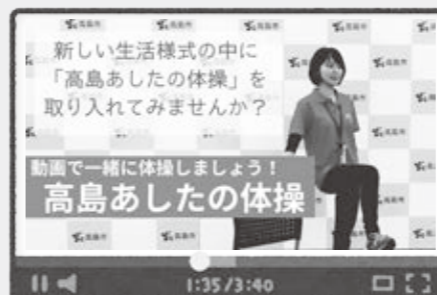 新しい生活様式の中に
「高島あしたの体操」を
取り入れてみませんか？
動画で一緒に体操しましょう！
高島あしたの体操
1:35/3:40